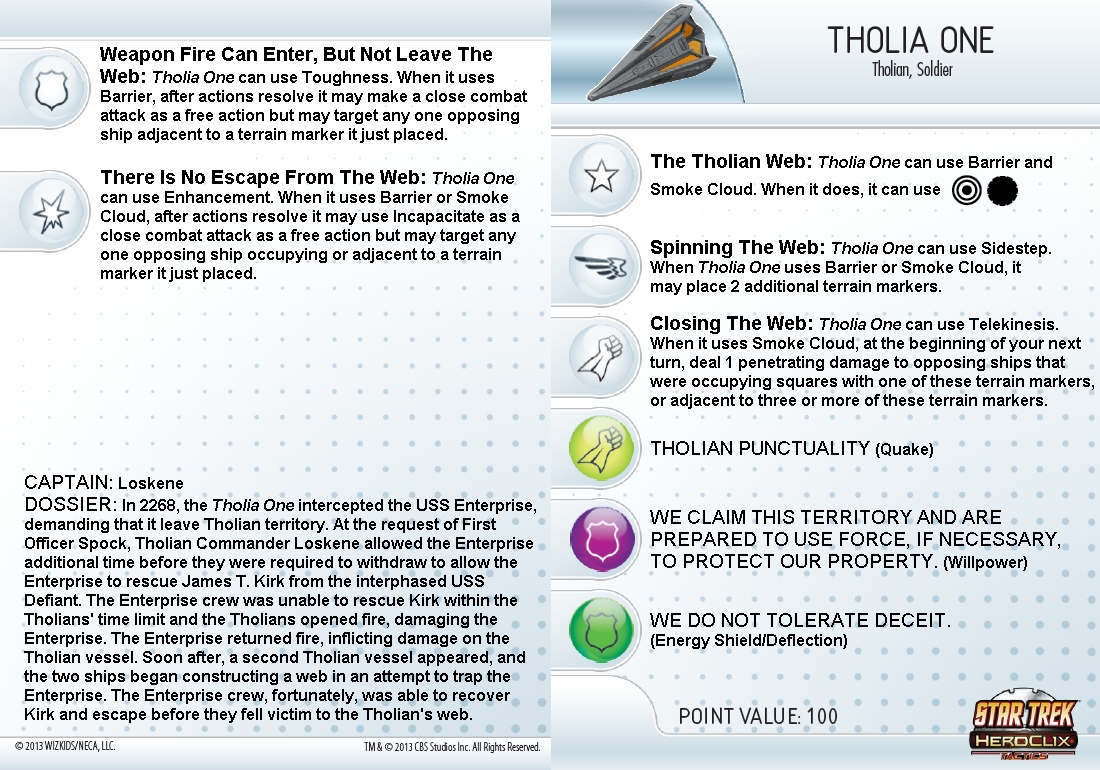 Weapon Fire Can Enter, But Not Leave The
Web: Tholia One can use Toughness. When it uses
Barrier, after actions resolve it may make a close combat
attack as a free action but may target any one opposing
ship adjacent to a terrain marker it just placed.
There Is No Escape From The Web: Tholia One
can use Enhancement. When it uses Barrier or Smoke
Cloud, after actions resolve it may use Incapacitate as a
close combat attack as a free action but may target any
one opposing ship occupying or adjacent to a terrain
marker it just placed.
CAPTAIN: Loskene
DOSSIER: In 2268, the Tholia One intercepted the USS Enterprise,
demanding that it leave Tholian territory. At the request of First
Officer Spock, Tholian Commander Loskene allowed the Enterprise
additional time before they were required to withdraw to allow the
Enterprise to rescue James T. Kirk from the interphased USS
Defiant. The Enterprise crew was unable to rescue Kirk within the
Tholians' time limit and the Tholians opened fire, damaging the
Enterprise. The Enterprise returned fire, inflicting damage on the
Tholian vessel. Soon after, a second Tholian vessel appeared, and
the two ships began constructing a web in an attempt to trap the
Enterprise. The Enterprise crew, fortunately, was able to recover
Kirk and escape before they fell victim to the Tholian's web.
© 2013 WIZKIDS/NECA, LLC.
TM & © 2013 CBS Studios Inc. All Rights Reserved.
THOLIA ONE
Tholian, Soldier
The Tholian Web: Tholia One can use Barrier and
Smoke Cloud. When it does, it can use
Spinning The Web: Tholia One can use Sidestep.
When Tholia One uses Barrier or Smoke Cloud, it
may place 2 additional terrain markers.
Closing The Web: Tholia One can use Telekinesis.
When it uses Smoke Cloud, at the beginning of your next
turn, deal 1 penetrating damage to opposing ships that
were occupying squares with one of these terrain markers,
or adjacent to three or more of these terrain markers.
THOLIAN PUNCTUALITY (Quake)
WE CLAIM THIS TERRITORY AND ARE
PREPARED TO USE FORCE, IF NECESSARY,
TO PROTECT OUR PROPERTY. (Willpower)
WE DO NOT TOLERATE DECEIT.
(Energy Shield/Deflection)
POINT VALUE: 100
STAR TREK
HEROCLIX
TACTICS